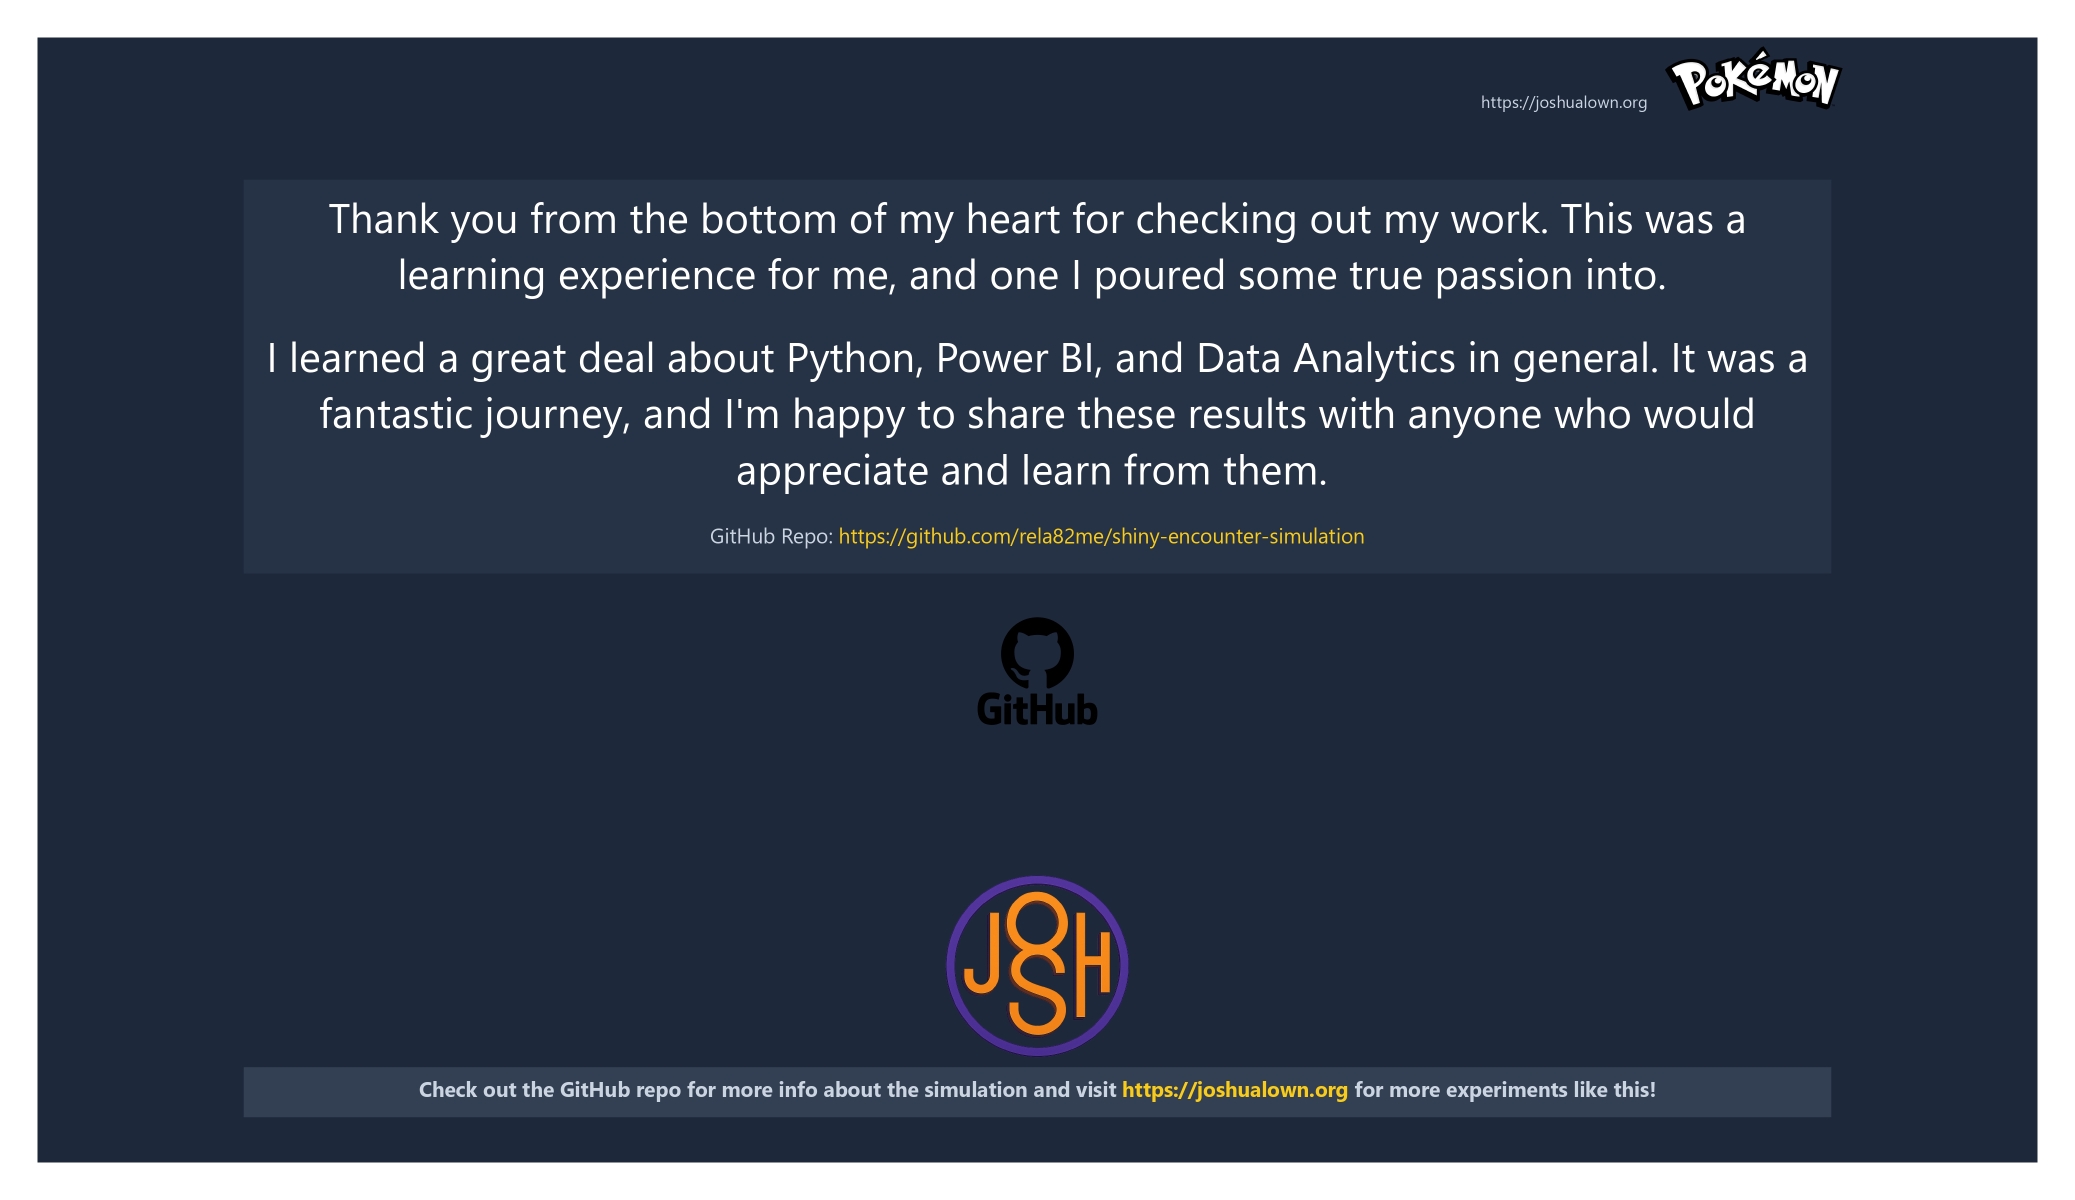 https://joshualown.org
POKéMON
Thank you from the bottom of my heart for checking out my work. This was a
learning experience for me, and one I poured some true passion into.
I learned a great deal about Python, Power BI, and Data Analytics in general. It was a
fantastic journey, and I'm happy to share these results with anyone who would
appreciate and learn from them.
GitHub Repo: https://github.com/rela82me/shiny-encounter-simulation
GitHub
JOSH
Check out the GitHub repo for more info about the simulation and visit https://joshualown.org for more experiments like this!